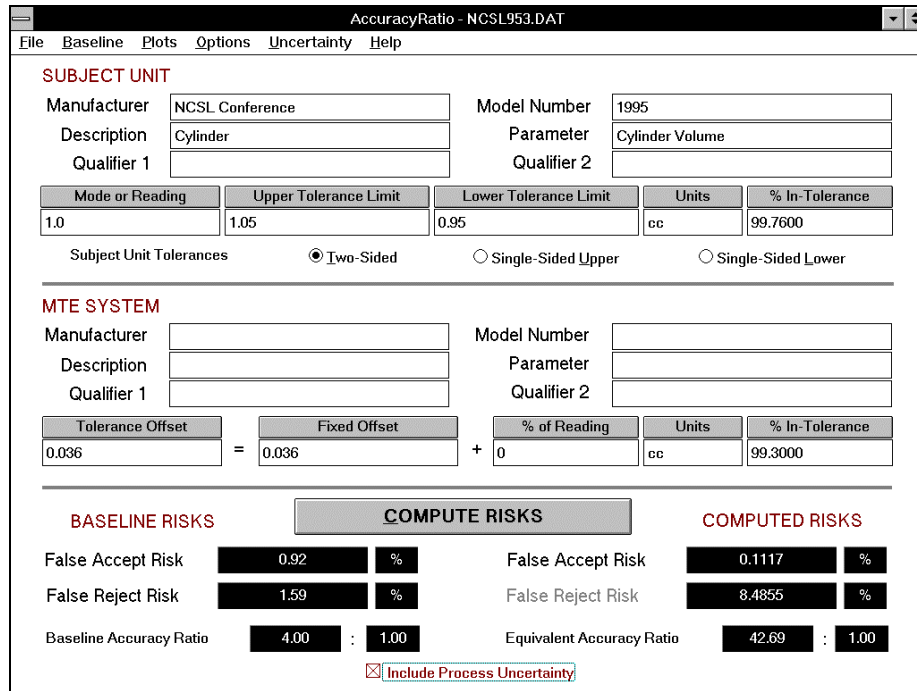 AccuracyRatio - NCSL953.DAT
File Baseline Plots Options Uncertainty Help
SUBJECT UNIT
Manufacturer NCSL Conference Model Number 1995
Description Cylinder Parameter Cylinder Volume
Qualifier 1 Qualifier 2
Mode or Reading Upper Tolerance Limit Lower Tolerance Limit Units % In-Tolerance
1.0 1.05 0.95 cc 99.7600
Subject Unit Tolerances Two-Sided Single-Sided Upper Single-Sided Lower
MTE SYSTEM
Manufacturer Model Number
Description Parameter
Qualifier 1 Qualifier 2
Tolerance Offset Fixed Offset % of Reading Units % In-Tolerance
0.036 = 0.036 + 0 cc 99.3000
BASELINE RISKS COMPUTE RISKS COMPUTED RISKS
False Accept Risk 0.92 % False Accept Risk 0.1117 %
False Reject Risk 1.59 % False Reject Risk 8.4855 %
Baseline Accuracy Ratio 4.00 : 1.00 Equivalent Accuracy Ratio 42.69 : 1.00
Include Process Uncertainty